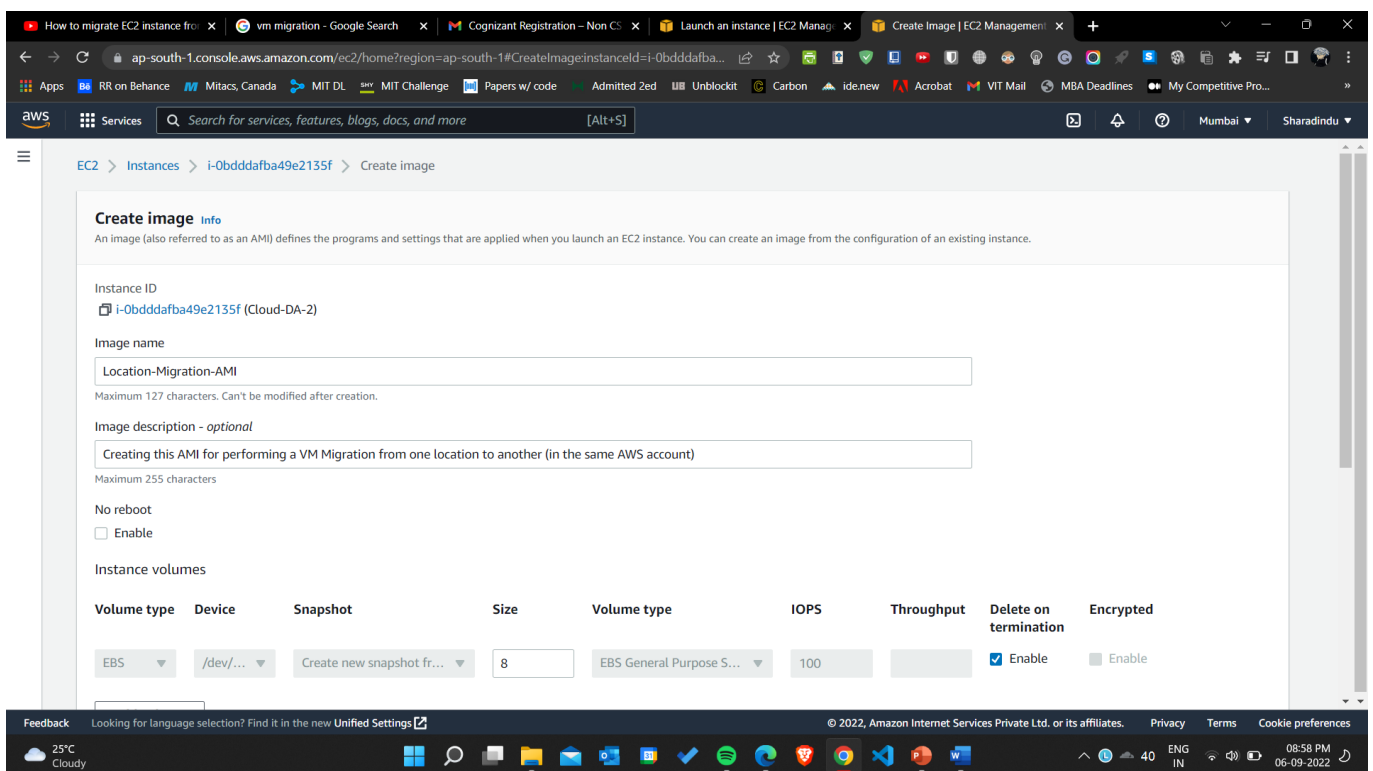 How to migrate EC2 instance fro
vm migration - Google Search
Cognizant Registration – Non CS
Launch an instance | EC2 Manag
Create Image | EC2 Management
ap-south-1.console.aws.amazon.com/ec2/home?region=ap-south-1#CreateImage:instanceId=i-0bdddafba...
Apps
RR on Behance
Mitacs, Canada
MIT DL
MIT Challenge
Papers w/ code
Admitted 2ed
UB Unblockit
Carbon
ide.new
Acrobat
VIT Mail
MBA Deadlines
My Competitive Pro...
aws
Services
Search for services, features, blogs, docs, and more
[Alt+S]
Mumbai
Sharadindu
EC2 > Instances > i-0bdddafba49e2135f > Create image
Create image Info
An image (also referred to as an AMI) defines the programs and settings that are applied when you launch an EC2 instance. You can create an image from the configuration of an existing instance.
Instance ID
i-0bdddafba49e2135f (Cloud-DA-2)
Image name
Location-Migration-AMI
Maximum 127 characters. Can't be modified after creation.
Image description - optional
Creating this AMI for performing a VM Migration from one location to another (in the same AWS account)
Maximum 255 characters
No reboot
Enable
Instance volumes
Volume type Device Snapshot Size Volume type IOPS Throughput Delete on termination Encrypted
EBS /dev/... Create new snapshot fr... 8 EBS General Purpose S... 100 Enable Enable
Feedback
Looking for language selection? Find it in the new Unified Settings
© 2022, Amazon Internet Services Private Ltd. or its affiliates.
Privacy
Terms
Cookie preferences
25°C
Cloudy
40
ENG
IN
08:58 PM
06-09-2022